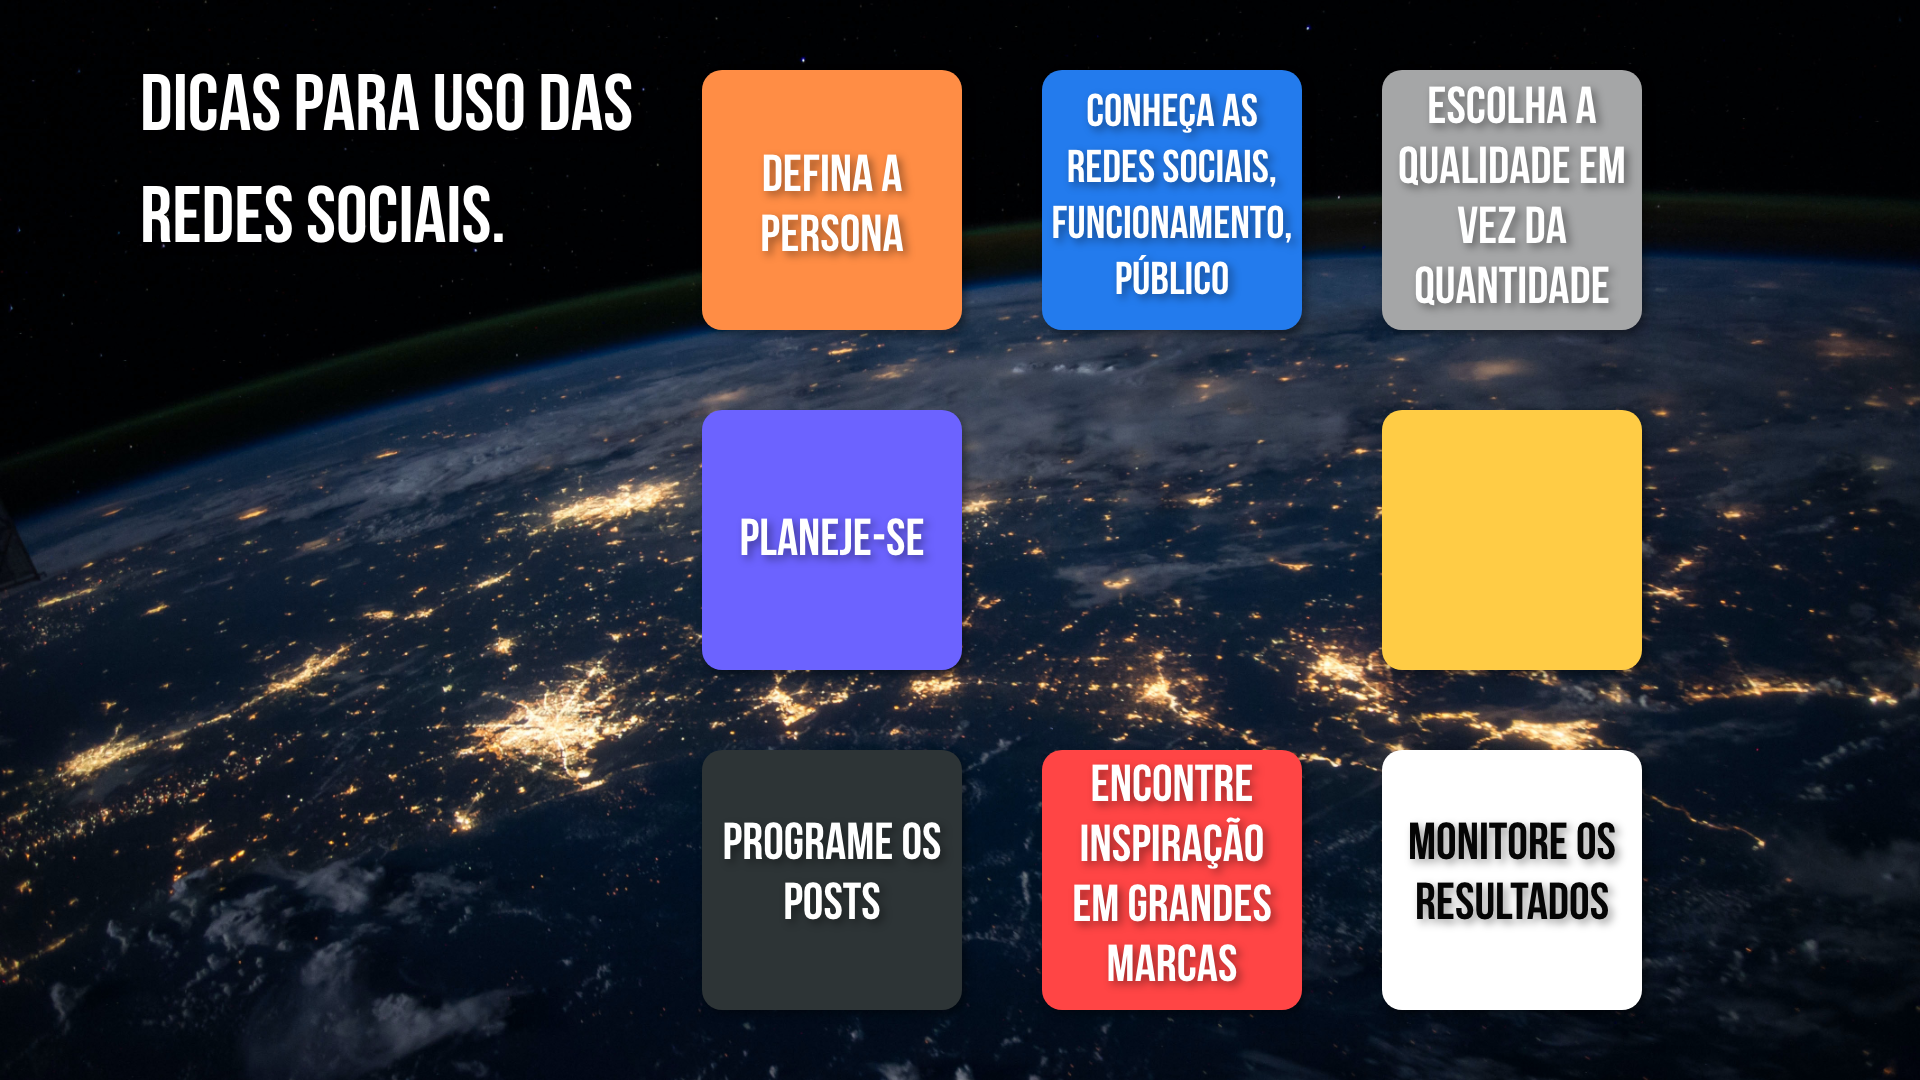 DICAS PARA USO DAS
REDES SOCIAIS.
DEFINA A
PERSONA
CONHEÇA AS
REDES SOCIAIS,
FUNCIONAMENTO,
PÚBLICO
ESCOLHA A
QUALIDADE EM
VEZ DA
QUANTIDADE
PLANEJE-SE
PROGRAME OS
POSTS
ENCONTRE
INSPIRAÇÃO
EM GRANDES
MARCAS
MONITORE OS
RESULTADOS